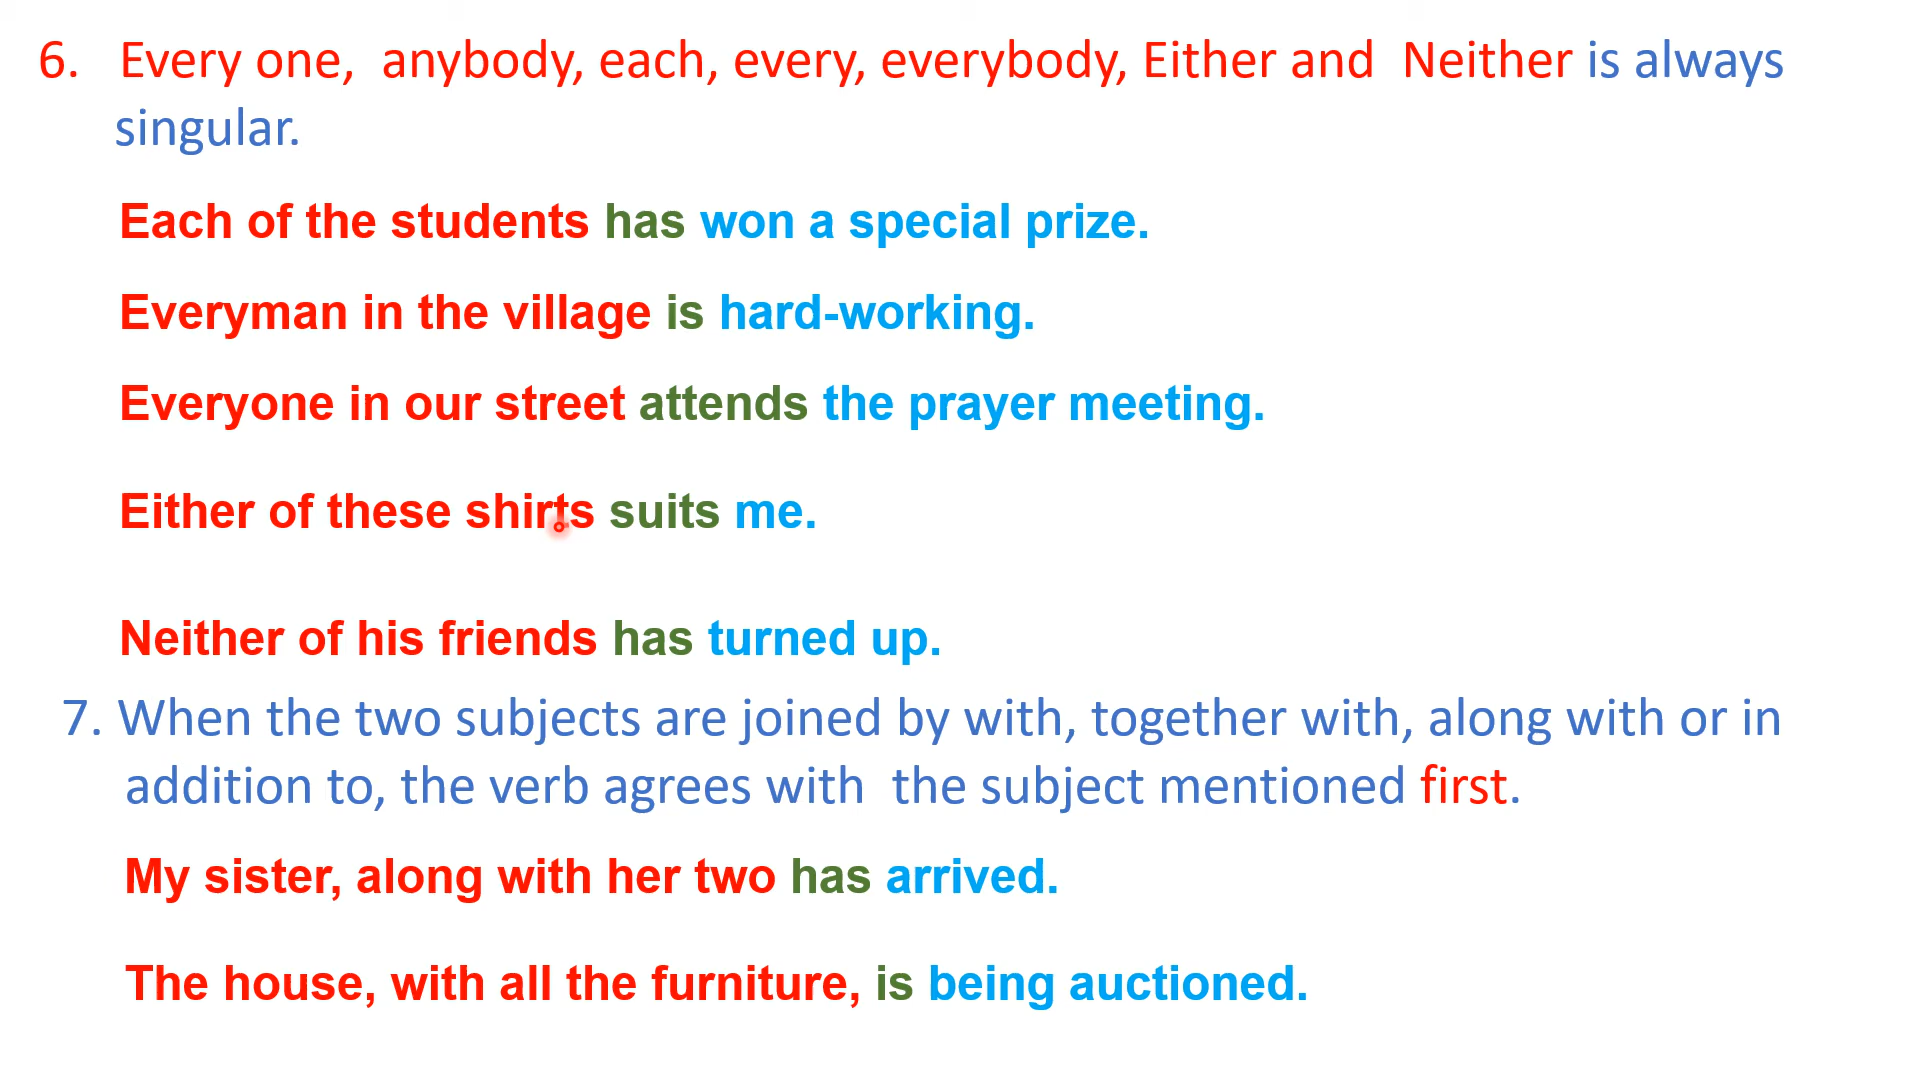 6. Every one, anybody, each, every, everybody, Either and Neither is always
singular.
Each of the students has won a special prize.
Everyman in the village is hard-working.
Everyone in our street attends the prayer meeting.
Either of these shirts suits me.
Neither of his friends has turned up.
7. When the two subjects are joined by with, together with, along with or in
addition to, the verb agrees with the subject mentioned first.
My sister, along with her two has arrived.
The house, with all the furniture, is being auctioned.